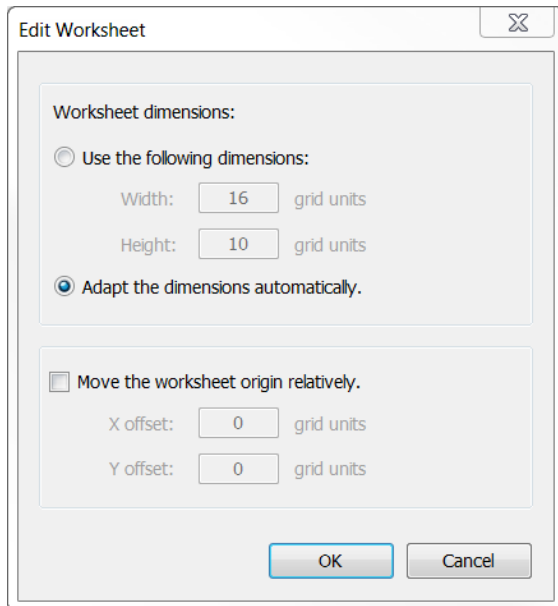 Edit Worksheet
Worksheet dimensions:
Use the following dimensions:
Width: 16 grid units
Height: 10 grid units
Adapt the dimensions automatically.
Move the worksheet origin relatively.
X offset: 0 grid units
Y offset: 0 grid units
OK Cancel